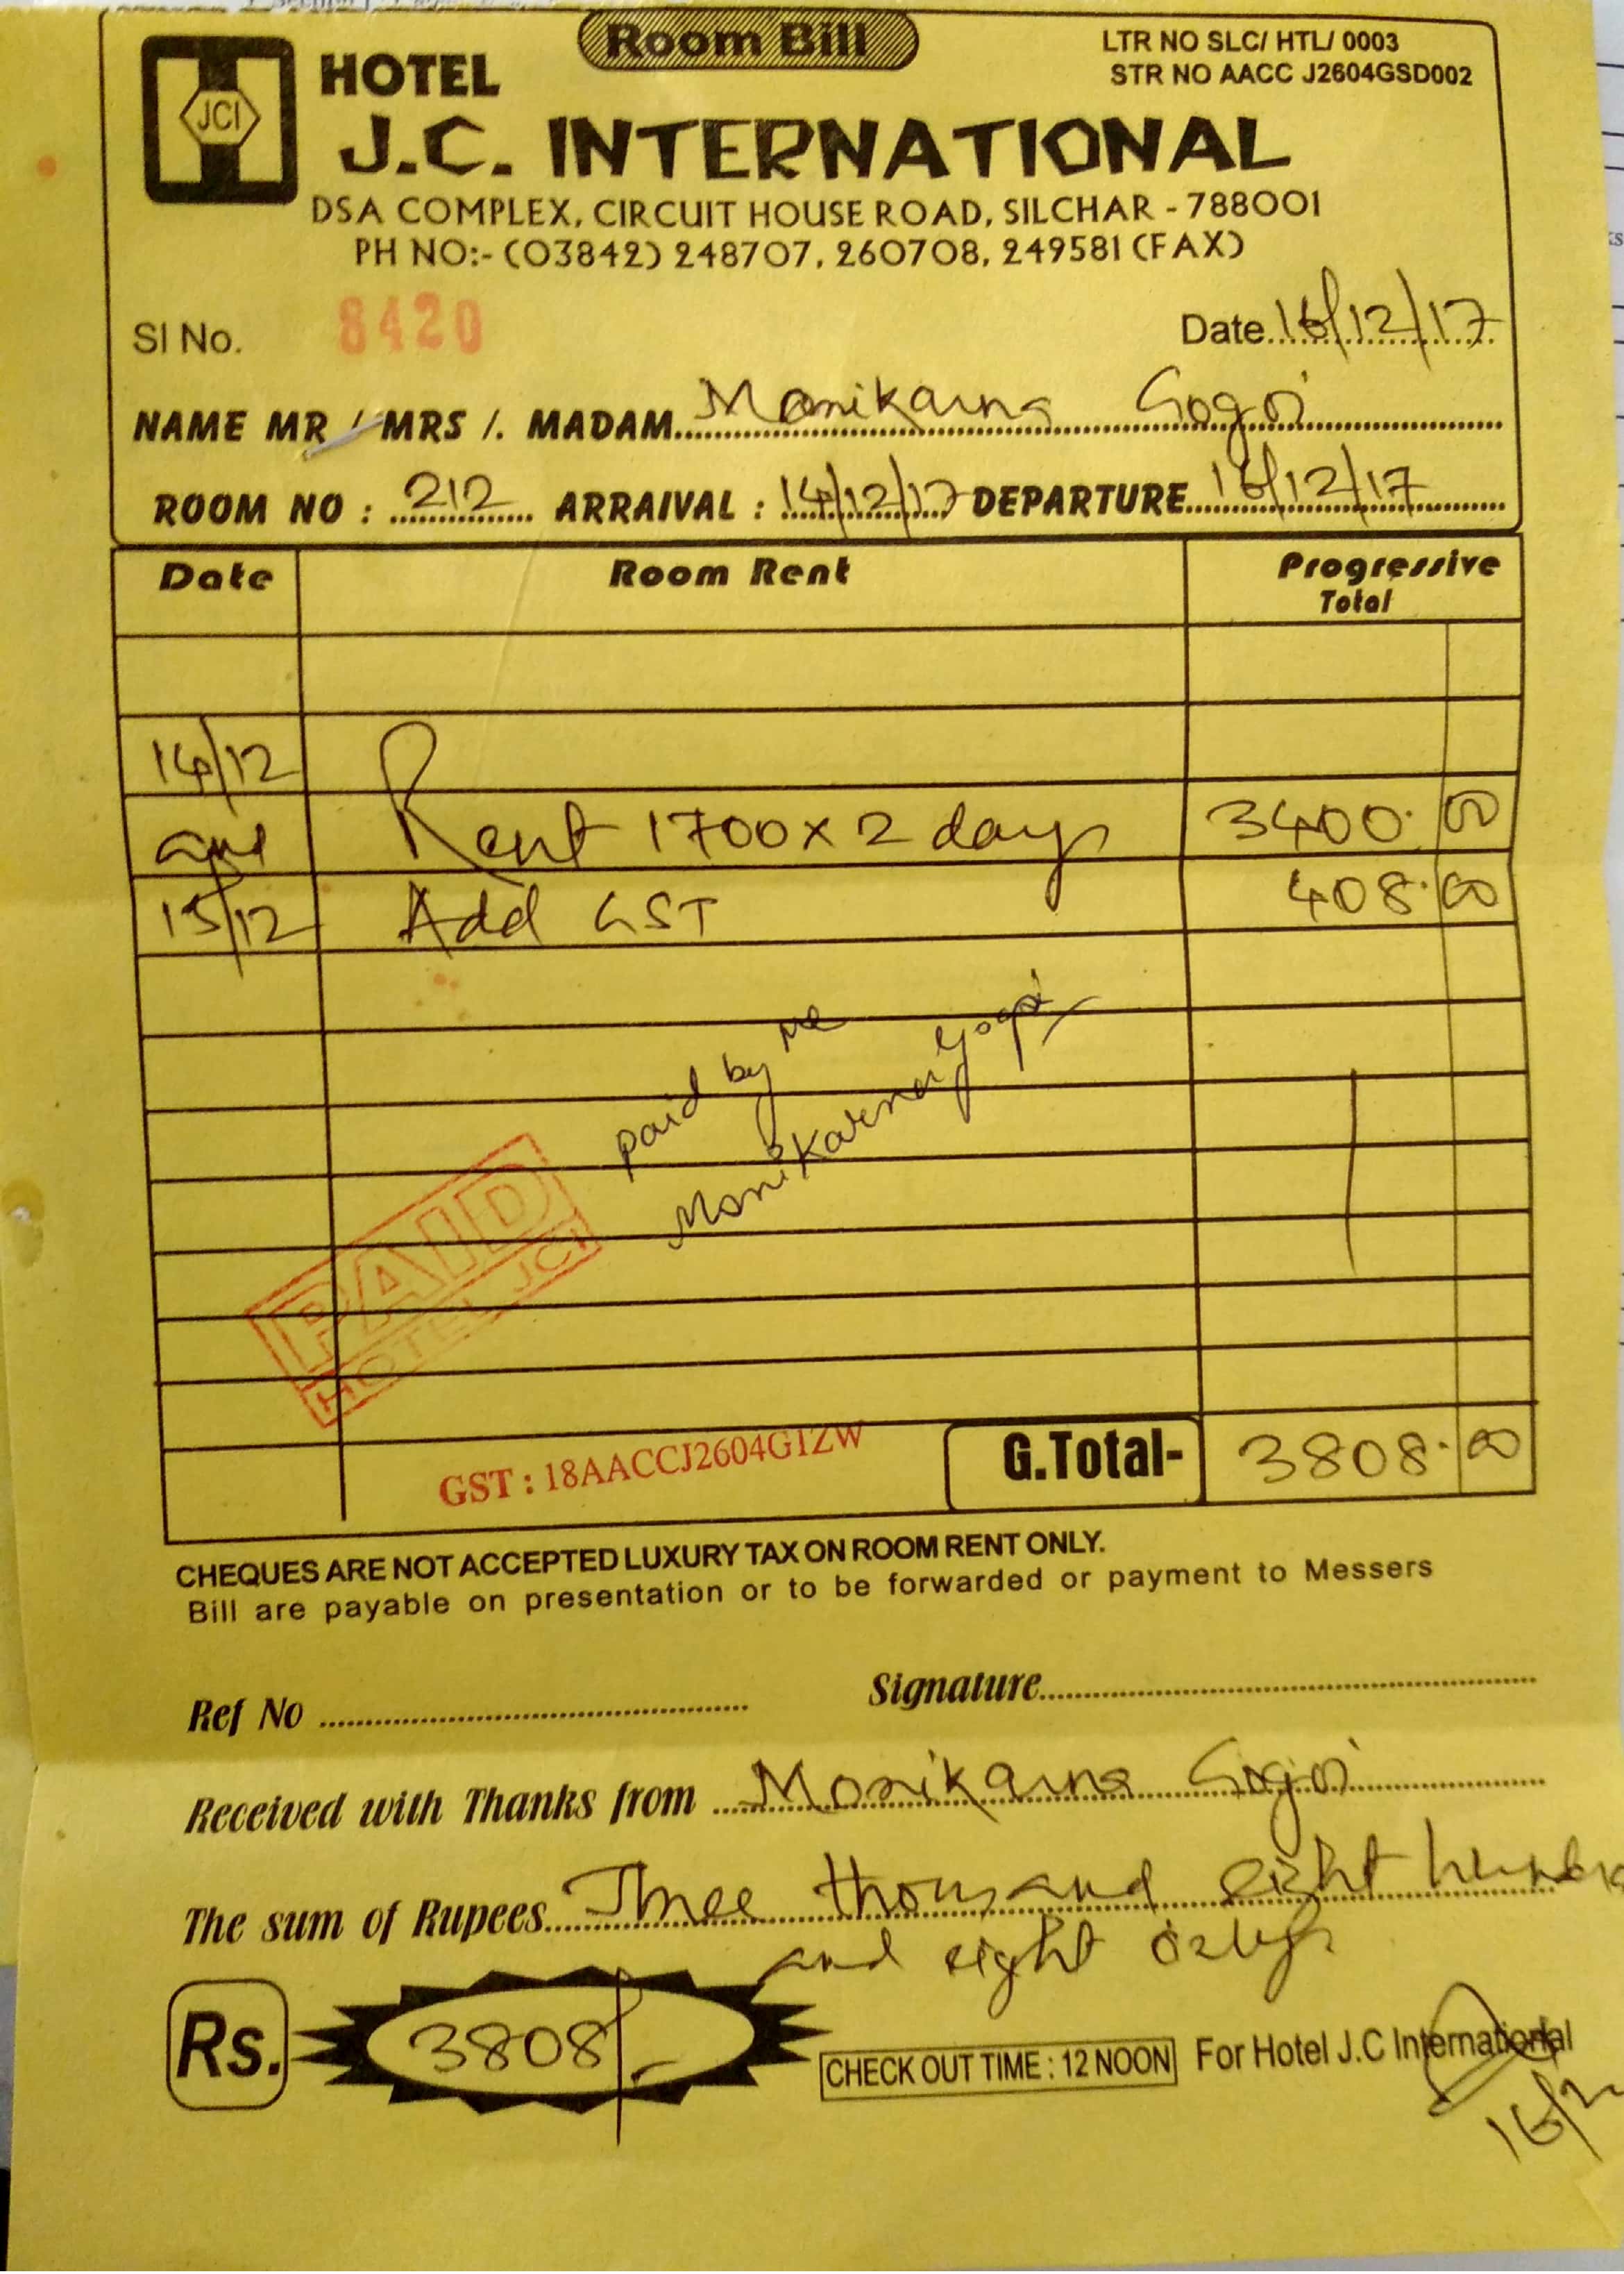 Room Bill
LTR NO SLC/ HTL/ 0003
STR NO AACC J2604GSD002
JCI
HOTEL
J.C. INTERNATIONAL
DSA COMPLEX, CIRCUIT HOUSE ROAD, SILCHAR - 788001
PH NO:- (03842) 248707, 260708, 249581 (FAX)
SI No. 8420 Date 16/12/17
NAME MR / MRS /. MADAM Monikarna Gogoi
ROOM NO : 212 ARRAIVAL : 14/12/17 DEPARTURE 16/12/17
Date Room Rent Progressive Total
14/12
and Rent 1700 x 2 days 3400.00
15/12 Add GST 408.00
paid by me
Monikarna Gogoi
PAID
HOTEL JCI
GST : 18AACCJ2604G1ZW
G.Total- 3808.00
CHEQUES ARE NOT ACCEPTED LUXURY TAX ON ROOM RENT ONLY.
Bill are payable on presentation or to be forwarded or payment to Messers
Ref No Signature
Received with Thanks from Monikarna Gogoi
The sum of Rupees Three thousand eight
and eight only
Rs. 3808/-
CHECK OUT TIME : 12 NOON For Hotel J.C International